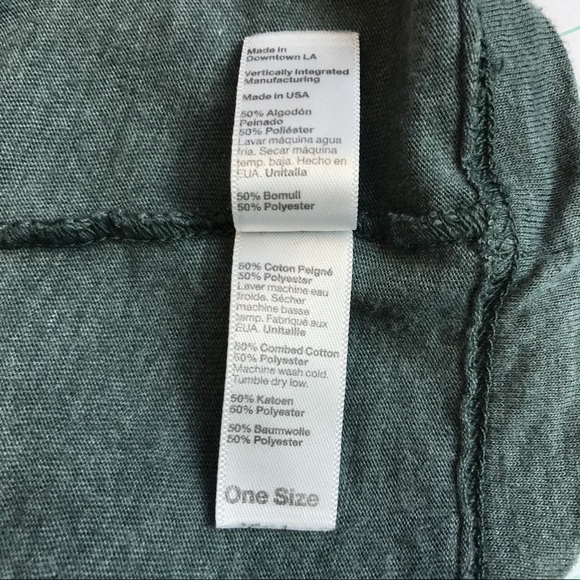 Made in
Downtown LA
Vertically Integrated
Manufacturing
Made in USA
50% Algodón
Peinado
50% Poliéster
Lavar máquina agua
fría. Secar máquina
temp. baja. Hecho en
EUA. Unitalla
50% Bomull
50% Polyester
50% Coton Peigné
50% Polyester
Laver machine eau
froide. Sécher
machine basse
temp. Fabriqué aux
EUA. Unitaille
50% Combed Cotton
50% Polyester
Machine wash cold.
Tumble dry low.
50% Katoen
50% Polyester
50% Baumwolle
50% Polyester
One Size